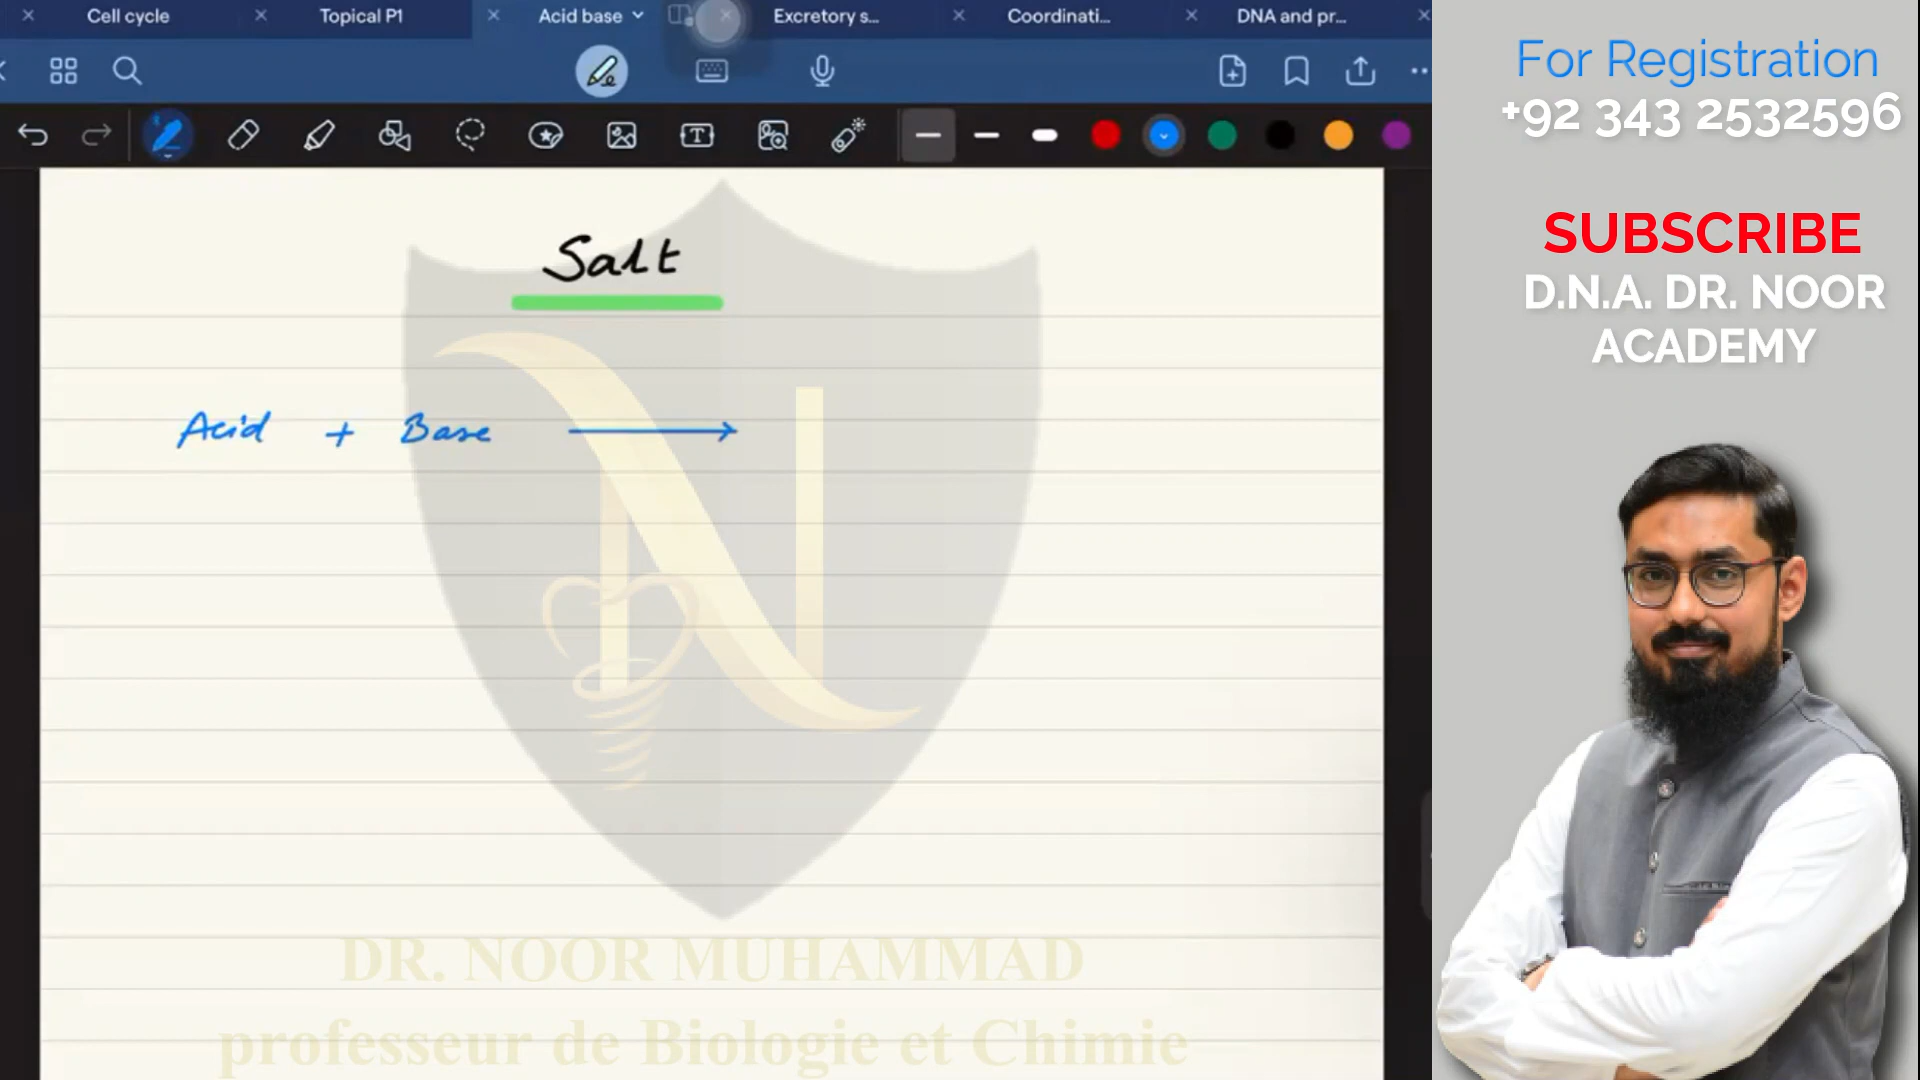 Cell cycle
Topical P1
Acid base
Excretory s...
Coordinati...
DNA and pr...
Salt
Acid + Base →
DR. NOOR MUHAMMAD
professeur de Biologie et Chimie
For Registration
+92 343 2532596
SUBSCRIBE
D.N.A. DR. NOOR
ACADEMY